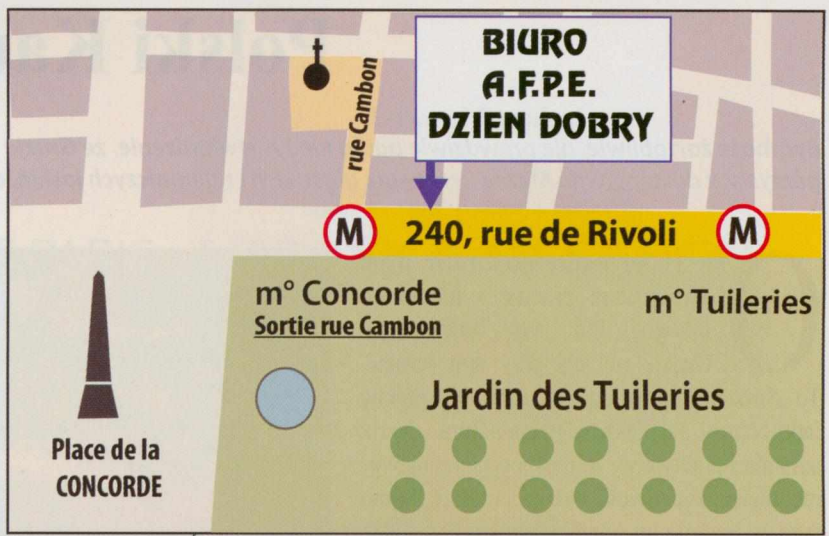 Polski
rue Cambon
BIURO
A.F.P.E.
DZIEN DOBRY
M 240, rue de Rivoli M
m° Concorde
Sortie rue Cambon
m° Tuileries
Jardin des Tuileries
Place de la
CONCORDE